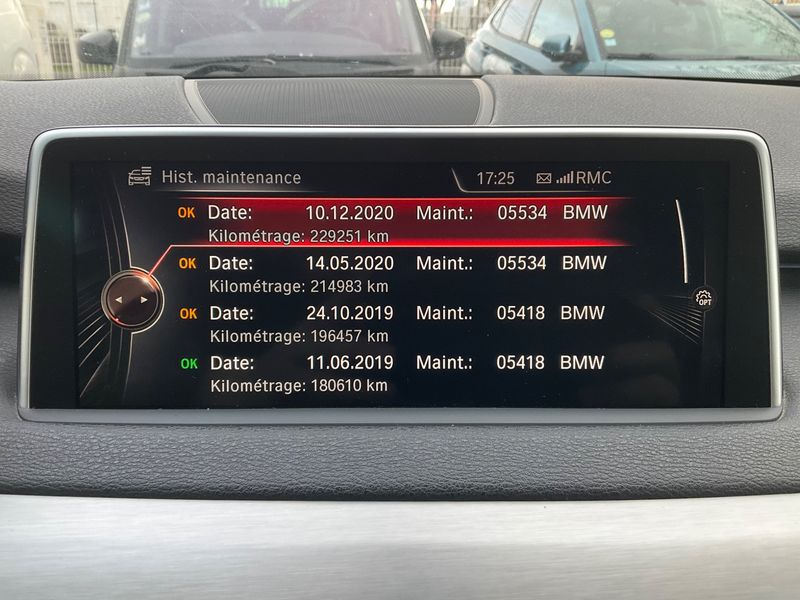 Hist. maintenance 17:25 RMC
OK Date: 10.12.2020 Maint.: 05534 BMW
Kilométrage: 229251 km
OK Date: 14.05.2020 Maint.: 05534 BMW
Kilométrage: 214983 km
OK Date: 24.10.2019 Maint.: 05418 BMW
Kilométrage: 196457 km
OK Date: 11.06.2019 Maint.: 05418 BMW
Kilométrage: 180610 km
OPT